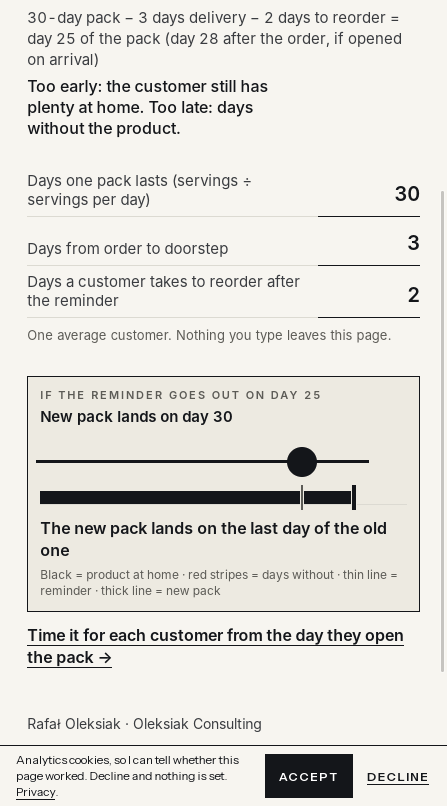 30-day pack − 3 days delivery − 2 days to reorder =
day 25 of the pack (day 28 after the order, if opened
on arrival)
Too early: the customer still has
plenty at home. Too late: days
without the product.
Days one pack lasts (servings ÷
servings per day)
30
Days from order to doorstep
3
Days a customer takes to reorder after
the reminder
2
One average customer. Nothing you type leaves this page.
IF THE REMINDER GOES OUT ON DAY 25
New pack lands on day 30
The new pack lands on the last day of the old
one
Black = product at home · red stripes = days without · thin line =
reminder · thick line = new pack
Time it for each customer from the day they open
the pack →
Rafał Oleksiak · Oleksiak Consulting
Analytics cookies, so I can tell whether this
page worked. Decline and nothing is set.
Privacy.
ACCEPT
DECLINE